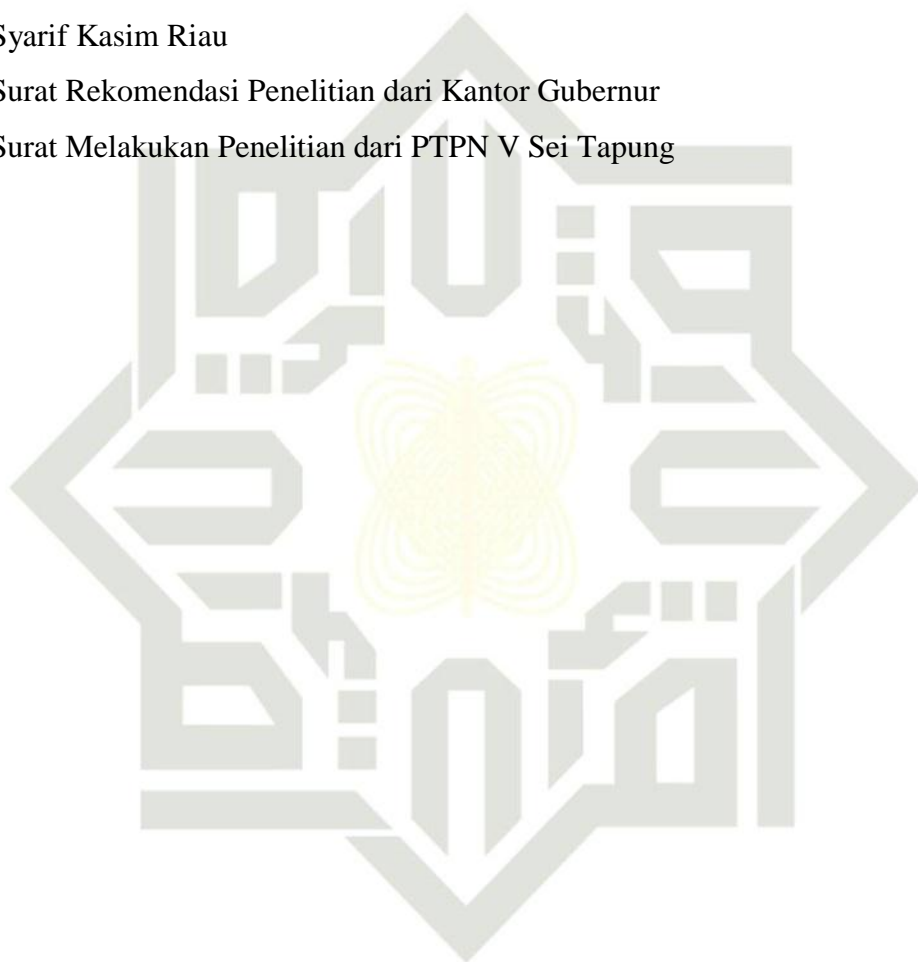 Syarif Kasim Riau
Surat Rekomendasi Penelitian dari Kantor Gubernur
Surat Melakukan Penelitian dari PTPN V Sei Tapung